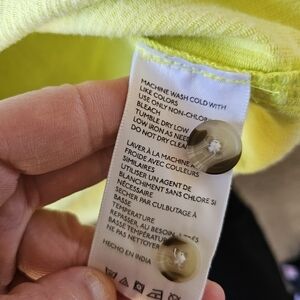 MACHINE WASH COLD WITH
LIKE COLORS
USE ONLY NON-CHLOR
BLEACH
TUMBLE DRY LOW
LOW IRON AS NEED
DO NOT DRY CLEA
LAVER À LA MACHINE À
FROIDE AVEC COULEURS
SIMILAIRES
UTILISER UN AGENT DE
BLANCHIMENT SANS CHLORE SI
NÉCESSAIRE
SÉCHER PAR CULBUTAGE À
BASSE
TEMPÉRATURE
REPASSER, AU BESOIN, À TRÈS
BASSE TEMPÉRATUR
NE PAS NETTOYER
HECHO EN INDIA